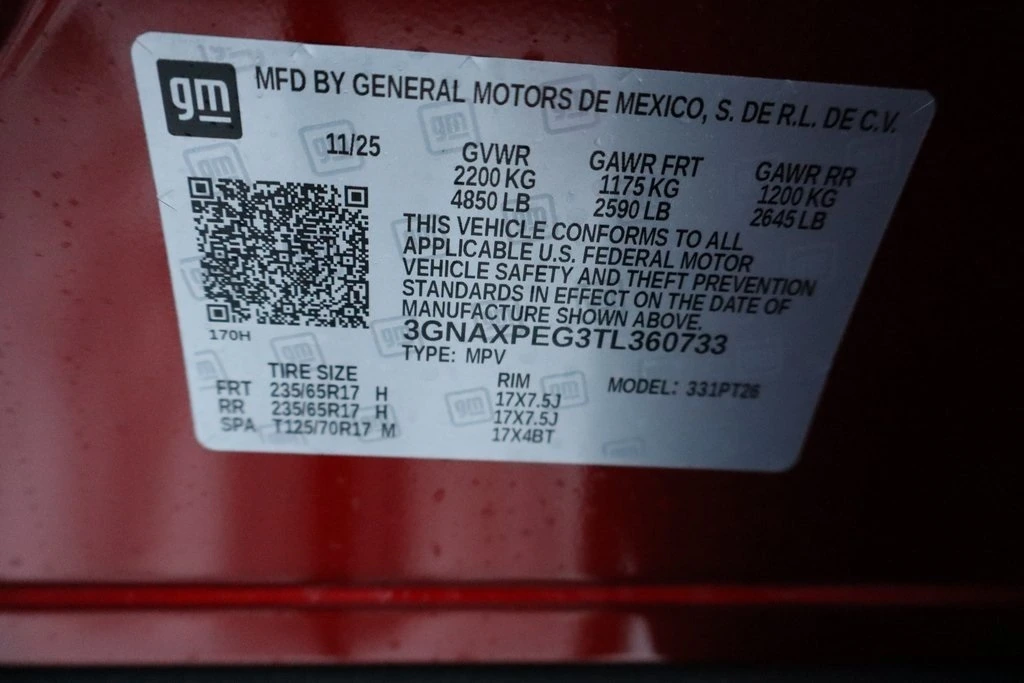 gm MFD BY GENERAL MOTORS DE MEXICO, S. DE R.L. DE C.V.
11/25 GVWR GAWR FRT GAWR RR
2200 KG 1175 KG 1200 KG
4850 LB 2590 LB 2645 LB
THIS VEHICLE CONFORMS TO ALL
APPLICABLE U.S. FEDERAL MOTOR
VEHICLE SAFETY AND THEFT PREVENTION
STANDARDS IN EFFECT ON THE DATE OF
MANUFACTURE SHOWN ABOVE.
170H 3GNAXPEG3TL360733
TYPE: MPV
TIRE SIZE RIM MODEL: 331PT26
FRT 235/65R17 H 17X7.5J
RR 235/65R17 H 17X7.5J
SPA T125/70R17 M 17X4BT